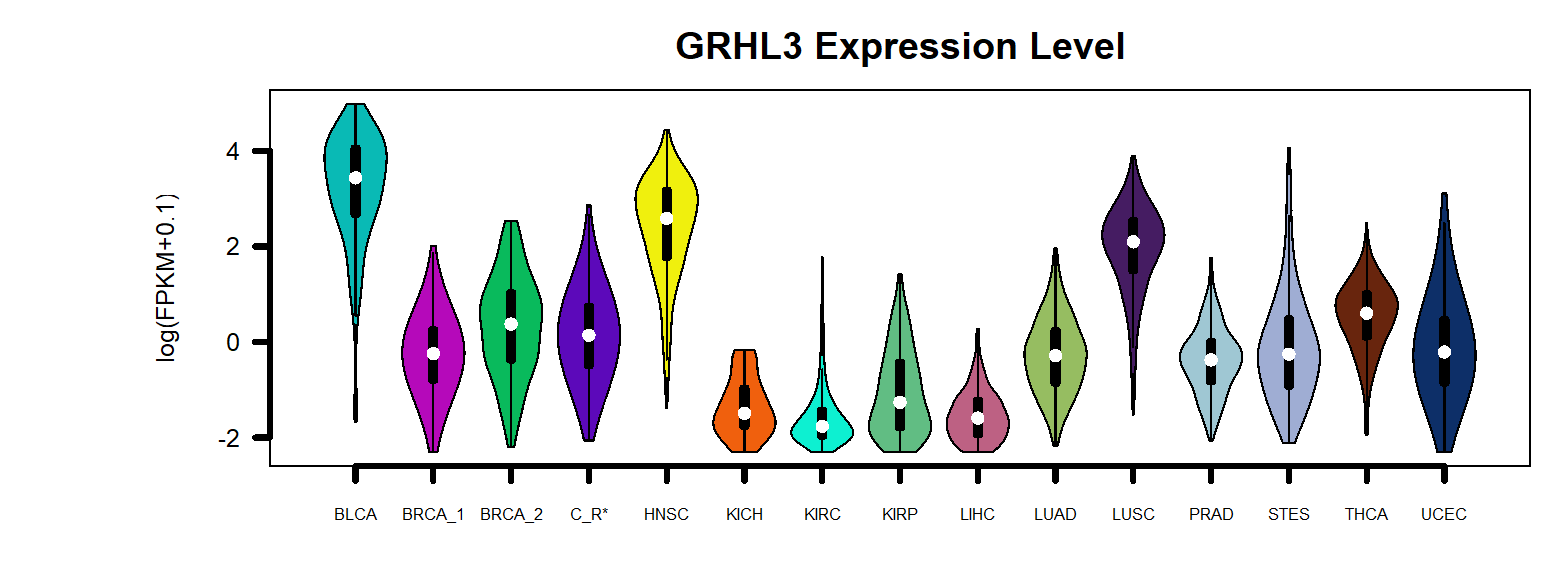 GRHL3 Expression Level
log(FPKM+0.1)
4
2
0
-2
BLCA BRCA_1 BRCA_2 C_R* HNSC KICH KIRC KIRP LIHC LUAD LUSC PRAD STES THCA UCEC